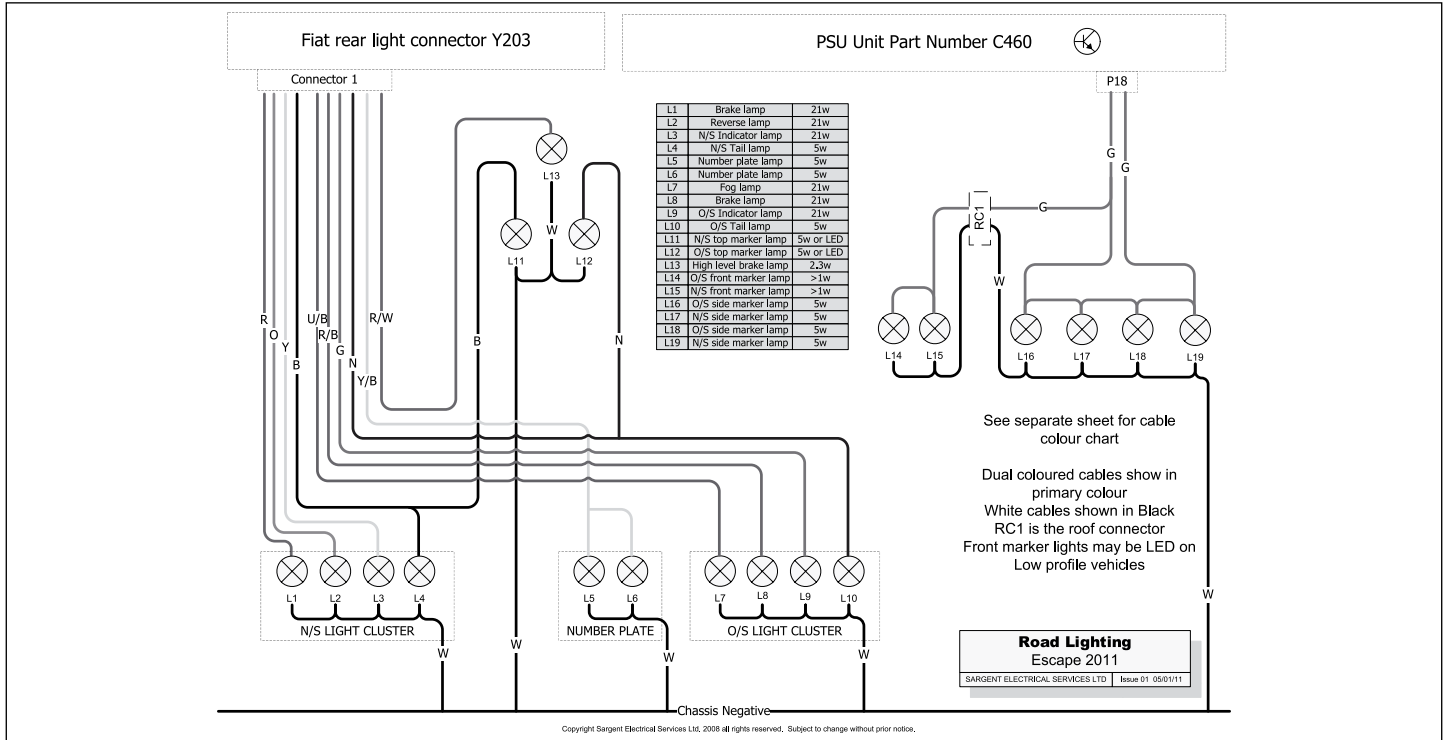 Fiat rear light connector Y203
PSU Unit Part Number C460
Connector 1
P18
L1 Brake lamp 21w
L2 Reverse lamp 21w
L3 N/S Indicator lamp 21w
L4 N/S Tail lamp 5w
L5 Number plate lamp 5w
L6 Number plate lamp 5w
L7 Fog lamp 21w
L8 Brake lamp 21w
L9 O/S Indicator lamp 21w
L10 O/S Tail lamp 5w
L11 N/S top marker lamp 5w or LED
L12 O/S top marker lamp 5w or LED
L13 High level brake lamp 2.3w
L14 O/S front marker lamp >1w
L15 N/S front marker lamp >1w
L16 O/S side marker lamp 5w
L17 N/S side marker lamp 5w
L18 O/S side marker lamp 5w
L19 N/S side marker lamp 5w
L13
W
L11
L12
G
G
RC1
G
W
R
O
Y
B
U/B
R/B
G
N
Y/B
R/W
B
N
L14
L15
L16
L17
L18
L19
See separate sheet for cable
colour chart
Dual coloured cables show in
primary colour
White cables shown in Black
RC1 is the roof connector
Front marker lights may be LED on
Low profile vehicles
L1
L2
L3
L4
N/S LIGHT CLUSTER
W
W
L5
L6
NUMBER PLATE
W
L7
L8
L9
L10
O/S LIGHT CLUSTER
W
W
Road Lighting
Escape 2011
SARGENT ELECTRICAL SERVICES LTD
Issue 01 05/01/11
Chassis Negative
Copyright Sargent Electrical Services Ltd, 2008 all rights reserved. Subject to change without prior notice.